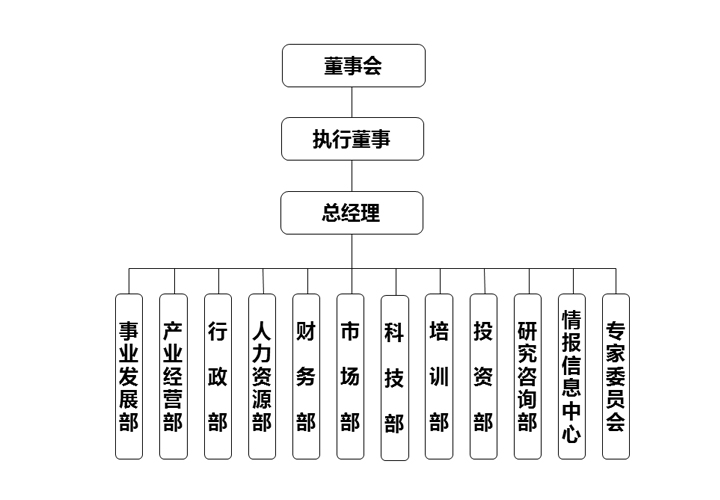 董事会
执行董事
总经理
事业发展部
产业经营部
行政部
人力资源部
财务部
市场部
科技部
培训部
投资部
研究咨询部
情报信息中心
专家委员会